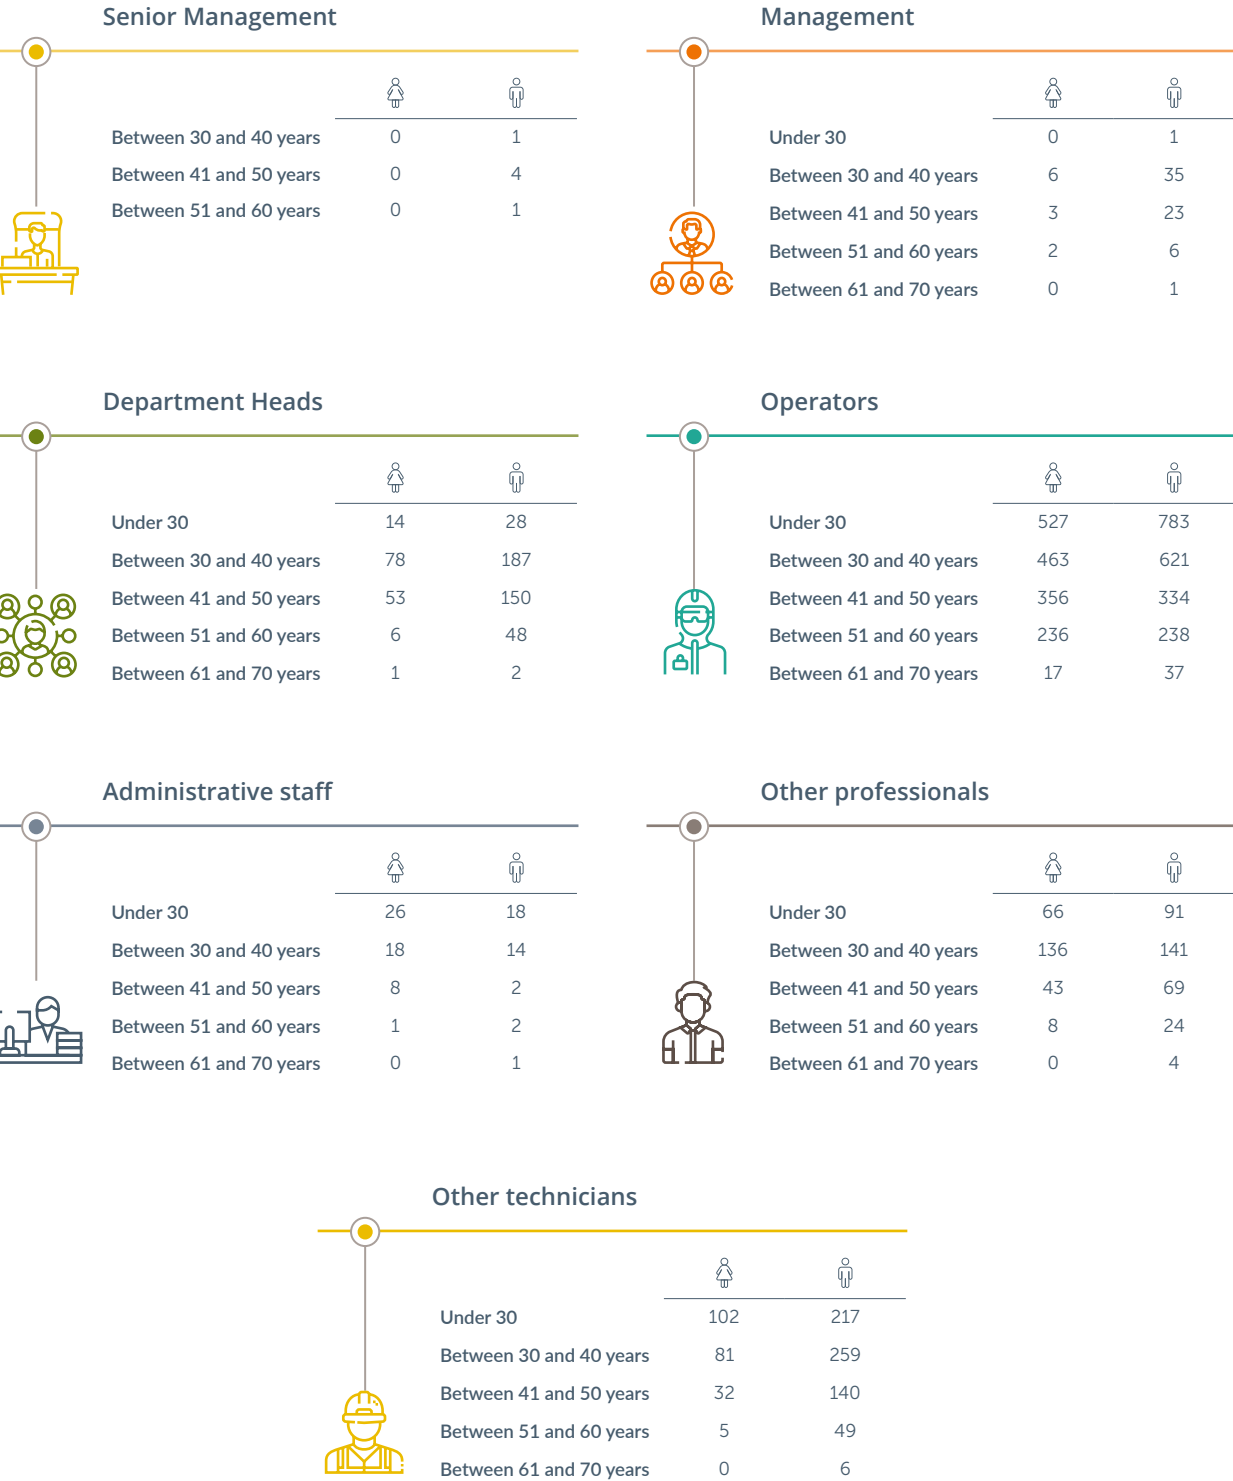 Senior Management
Between 30 and 40 years 0 1
Between 41 and 50 years 0 4
Between 51 and 60 years 0 1
Management
Under 30 0 1
Between 30 and 40 years 6 35
Between 41 and 50 years 3 23
Between 51 and 60 years 2 6
Between 61 and 70 years 0 1
Department Heads
Under 30 14 28
Between 30 and 40 years 78 187
Between 41 and 50 years 53 150
Between 51 and 60 years 6 48
Between 61 and 70 years 1 2
Operators
Under 30 527 783
Between 30 and 40 years 463 621
Between 41 and 50 years 356 334
Between 51 and 60 years 236 238
Between 61 and 70 years 17 37
Administrative staff
Under 30 26 18
Between 30 and 40 years 18 14
Between 41 and 50 years 8 2
Between 51 and 60 years 1 2
Between 61 and 70 years 0 1
Other professionals
Under 30 66 91
Between 30 and 40 years 136 141
Between 41 and 50 years 43 69
Between 51 and 60 years 8 24
Between 61 and 70 years 0 4
Other technicians
Under 30 102 217
Between 30 and 40 years 81 259
Between 41 and 50 years 32 140
Between 51 and 60 years 5 49
Between 61 and 70 years 0 6